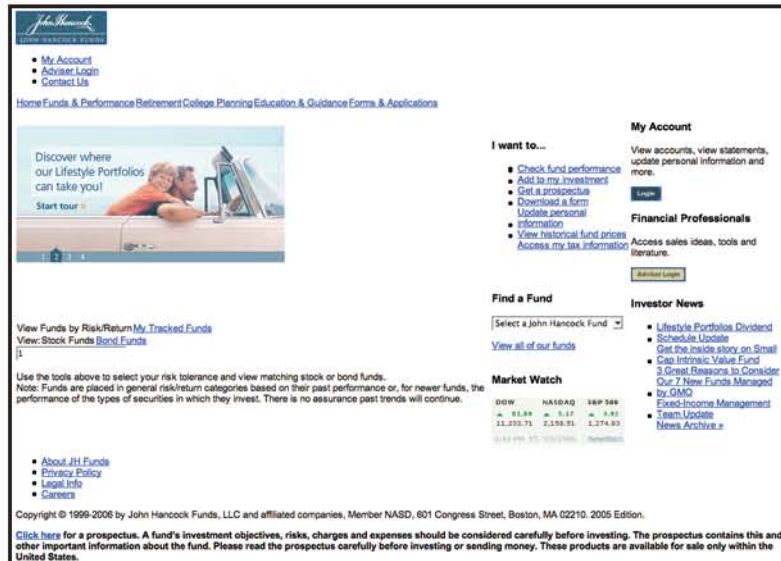 John Hancock
JOHN HANCOCK FUNDS
My Account
Adviser Login
Contact Us
Home Funds & Performance Retirement College Planning Education & Guidance Forms & Applications
Discover where
our Lifestyle Portfolios
can take you!
Start tour
1 2 3 4
I want to...
Check fund performance
Add to my investment
Get a prospectus
Download a form
Update personal
information
View historical fund prices
Access my tax information
My Account
View accounts, view statements,
update personal information and
more.
Login
Financial Professionals
Access sales ideas, tools and
literature.
Adviser Login
View Funds by Risk/Return My Tracked Funds
View: Stock Funds Bond Funds
1
Use the tools above to select your risk tolerance and view matching stock or bond funds.
Note: Funds are placed in general risk/return categories based on their past performance or, for newer funds, the
performance of the types of securities in which they invest. There is no assurance past trends will continue.
Find a Fund
Select a John Hancock Fund
View all of our funds
Market Watch
DOW NASDAQ S&P 500
11,233.71 2,158.51 1,274.83
Investor News
Lifestyle Portfolios Dividend
Schedule Update
Get the inside story on Small
Cap Intrinsic Value Fund
3 Great Reasons to Consider
Our 7 New Funds Managed
by GMO
Fixed-Income Management
Team Update
News Archive »
About JH Funds
Privacy Policy
Legal Info
Careers
Copyright © 1999-2006 by John Hancock Funds, LLC and affiliated companies, Member NASD, 601 Congress Street, Boston, MA 02210. 2005 Edition.
Click here for a prospectus. A fund's investment objectives, risks, charges and expenses should be considered carefully before investing. The prospectus contains this and
other important information about the fund. Please read the prospectus carefully before investing or sending money. These products are available for sale only within the
United States.